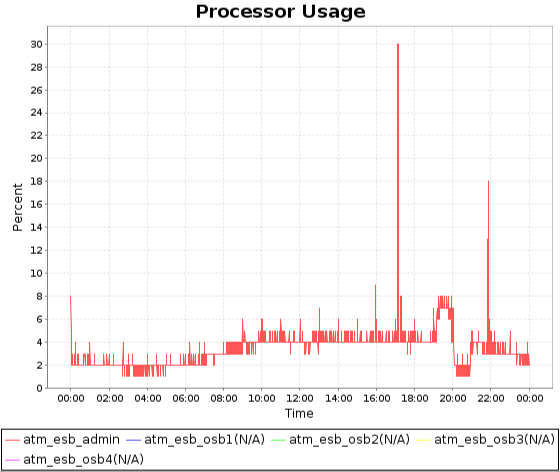 Processor Usage
30
28
26
24
22
20
18
16
14
12
10
8
6
4
2
0
Percent
00:00 02:00 04:00 06:00 08:00 10:00 12:00 14:00 16:00 18:00 20:00 22:00 00:00
Time
atm_esb_admin atm_esb_osb1(N/A) atm_esb_osb2(N/A) atm_esb_osb3(N/A)
atm_esb_osb4(N/A)